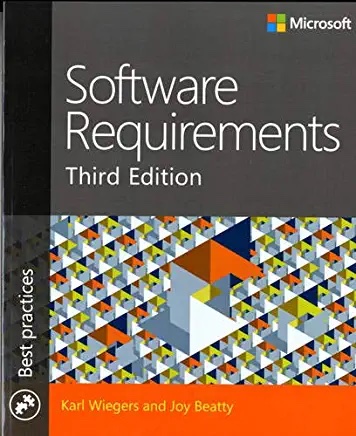 Microsoft
Software
Requirements
Third Edition
Best practices
Karl Wiegers and Joy Beatty